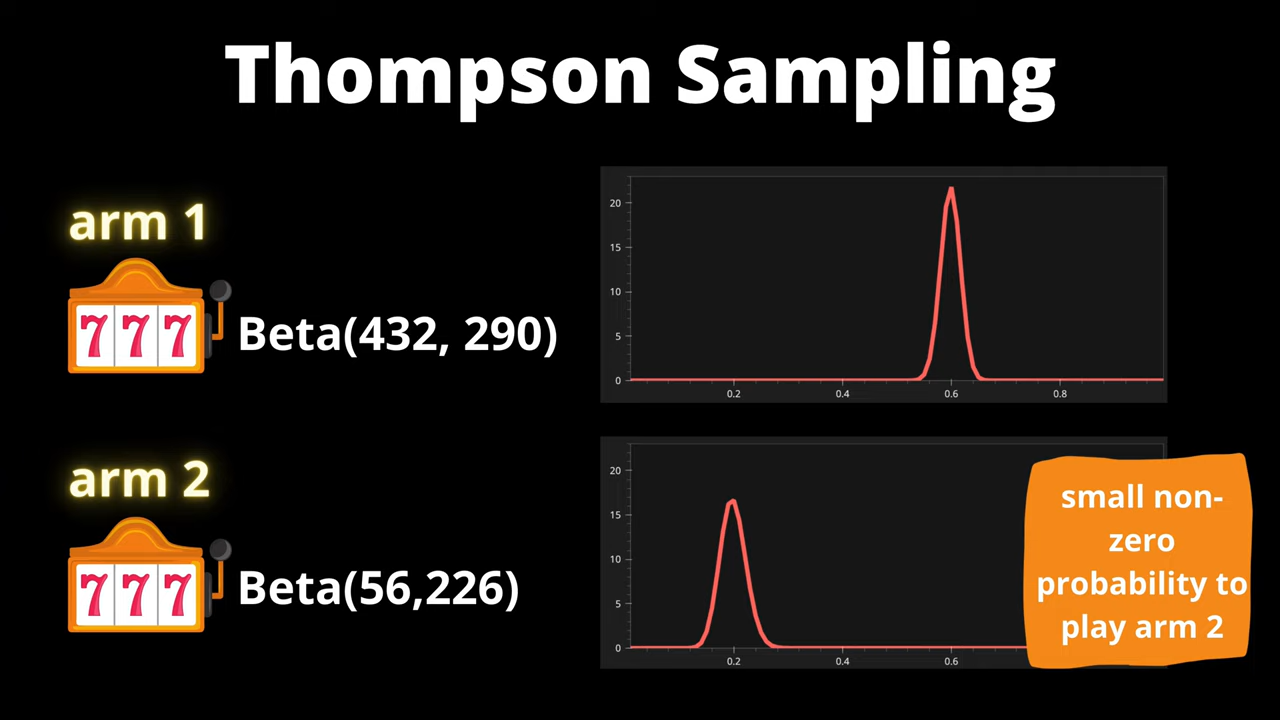 Thompson Sampling
arm 1
777
Beta(432, 290)
20
15
10
5
0
0.2 0.4 0.6 0.8
arm 2
777
Beta(56,226)
20
15
10
5
0
0.2 0.4 0.6
small non-
zero
probability to
play arm 2